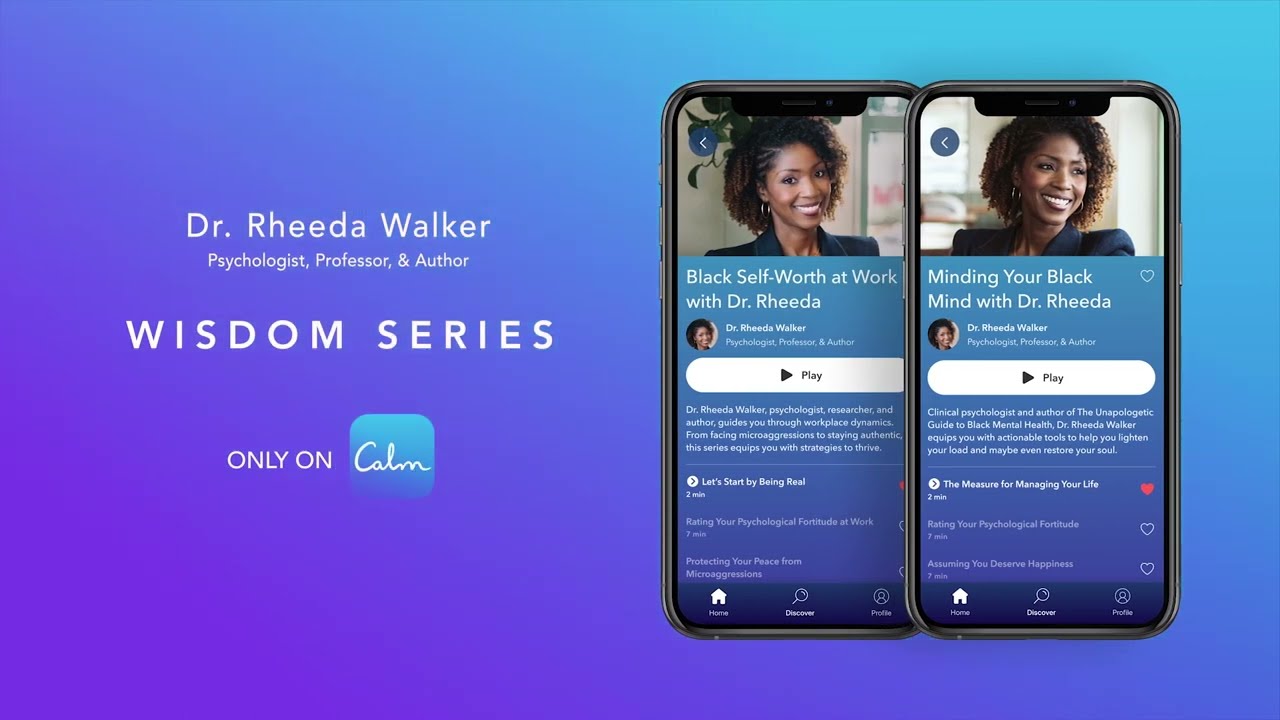 Dr. Rheeda Walker
Psychologist, Professor, & Author
WISDOM SERIES
ONLY ON
Calm
Black Self-Worth at Work
with Dr. Rheeda
Dr. Rheeda Walker
Psychologist, Professor, & Author
Play
Dr. Rheeda Walker, psychologist, researcher, and
author, guides you through workplace dynamics.
From facing microaggressions to staying authentic,
this series equips you with strategies to thrive.
Let's Start by Being Real
2 min
Rating Your Psychological Fortitude at Work
7 min
Protecting Your Peace from
Microaggressions
Home
Discover
Profile
Minding Your Black
Mind with Dr. Rheeda
Dr. Rheeda Walker
Psychologist, Professor, & Author
Play
Clinical psychologist and author of The Unapologetic
Guide to Black Mental Health, Dr. Rheeda Walker
equips you with actionable tools to help you lighten
your load and maybe even restore your soul.
The Measure for Managing Your Life
2 min
Rating Your Psychological Fortitude
7 min
Assuming You Deserve Happiness
7 min
Home
Discover
Profile